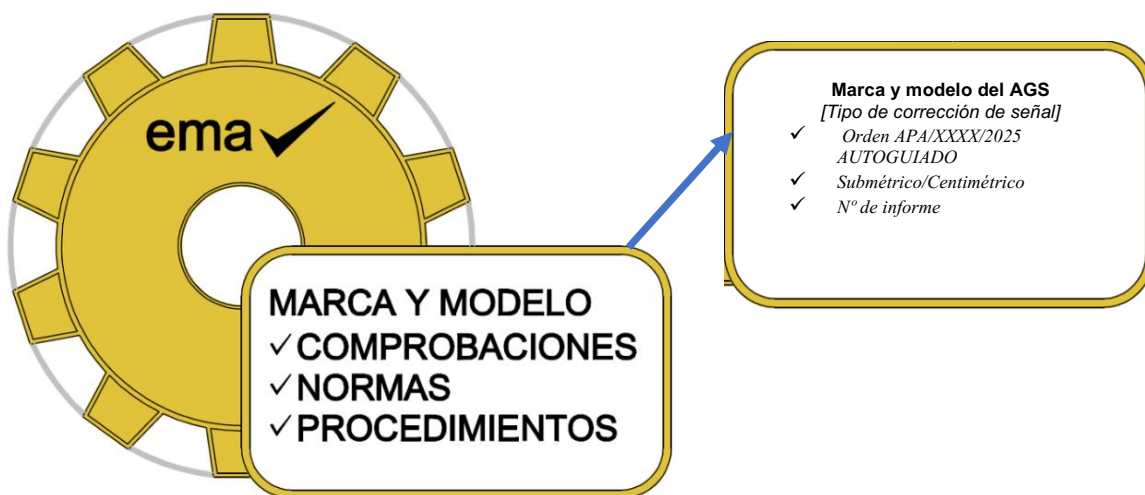 ema
MARCA Y MODELO
✓COMPROBACIONES
✓NORMAS
✓PROCEDIMIENTOS
Marca y modelo del AGS
[Tipo de corrección de señal]
✓ Orden APA/XXXX/2025
AUTOGUIADO
✓ Submétrico/Centimétrico
✓ Nº de informe